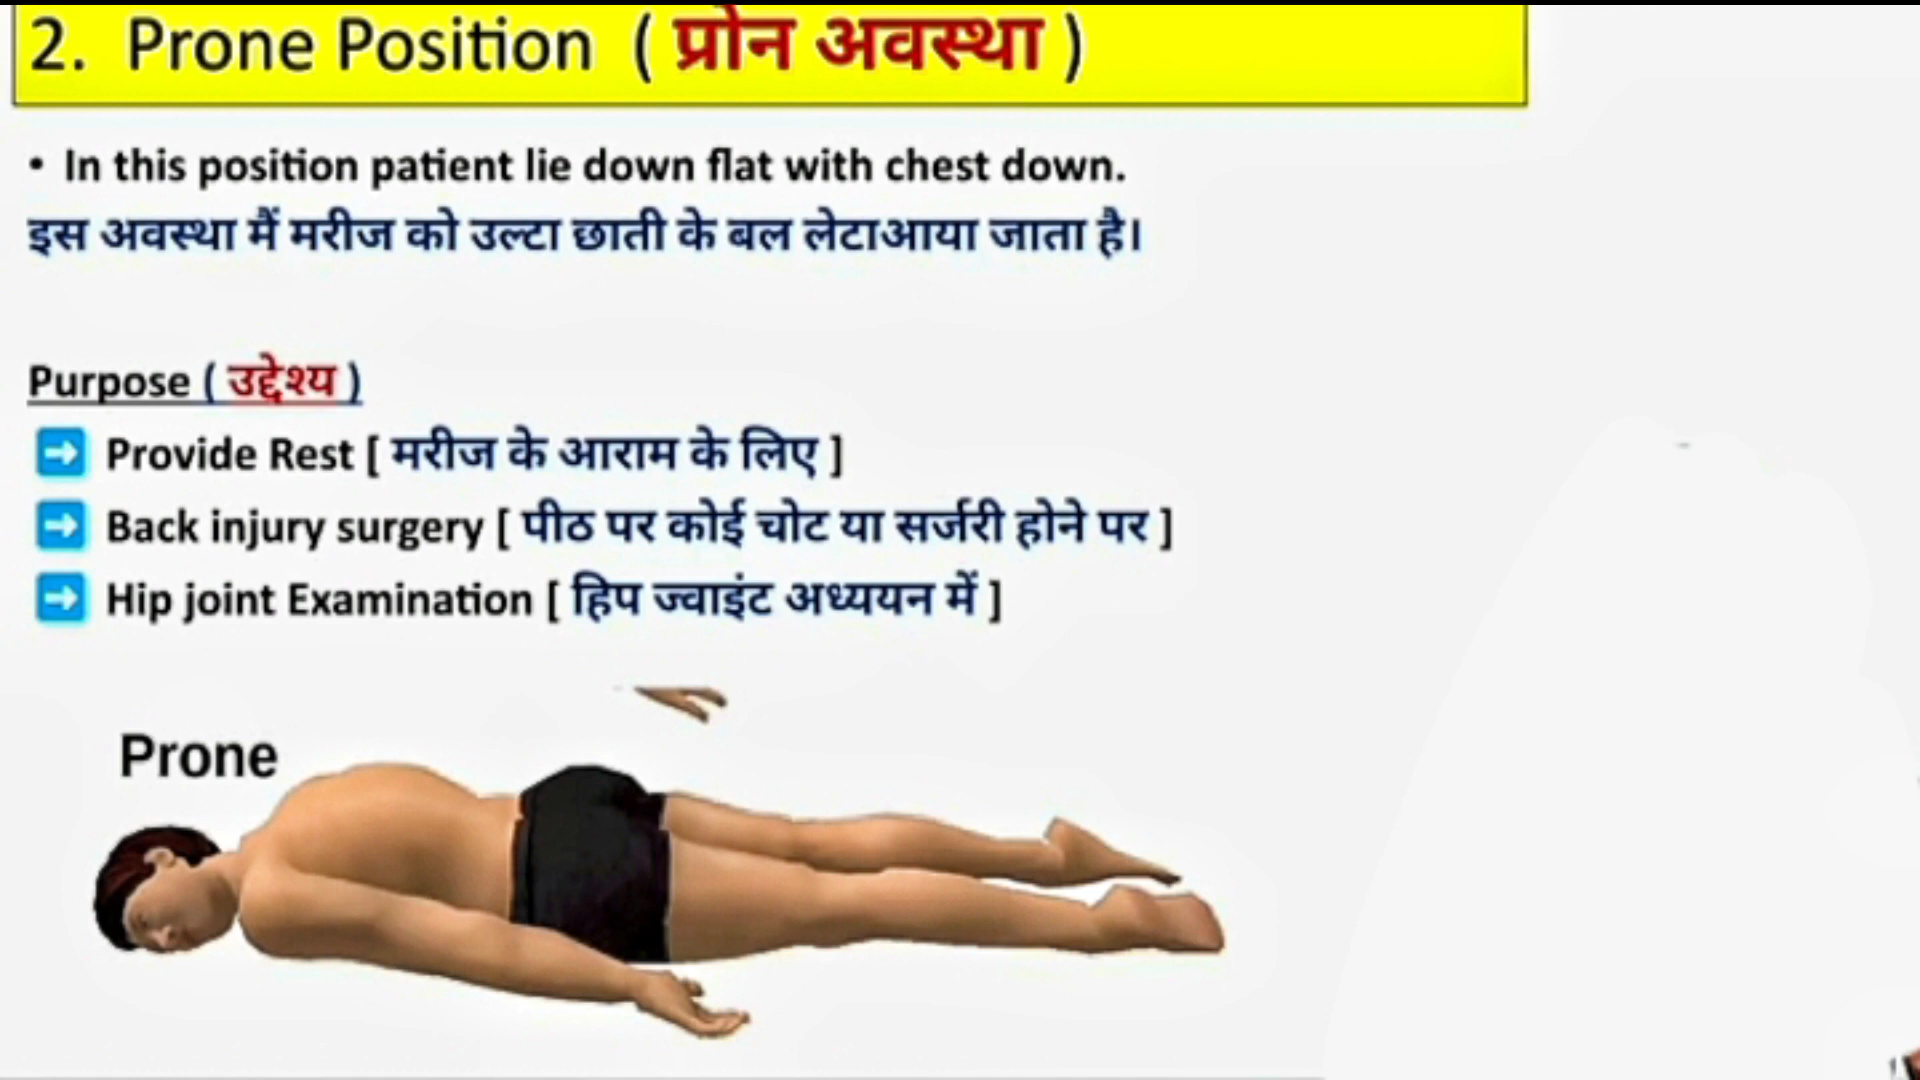 2. Prone Position ( प्रोन अवस्था )
• In this position patient lie down flat with chest down.
इस अवस्था मैं मरीज को उल्टा छाती के बल लेटाआया जाता है।
Purpose ( उद्देश्य )
➡ Provide Rest [ मरीज के आराम के लिए ]
➡ Back injury surgery [ पीठ पर कोई चोट या सर्जरी होने पर ]
➡ Hip joint Examination [ हिप ज्वाइंट अध्ययन में ]
Prone